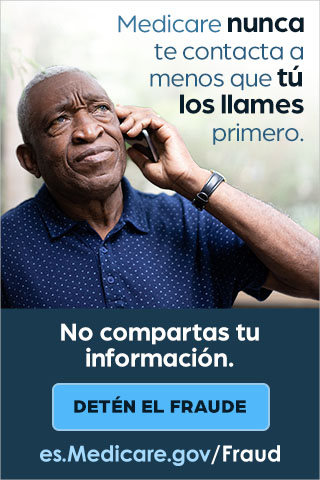 Medicare nunca
te contacta a
menos que tú
los llames
primero.
No compartas tu
información.
DETÉN EL FRAUDE
es.Medicare.gov/Fraud